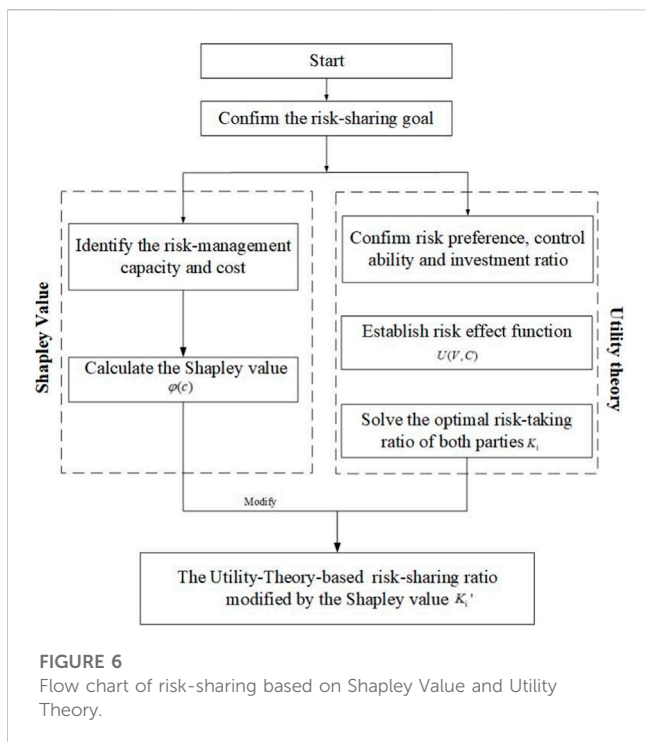 Start
Confirm the risk-sharing goal
Shapley Value
Identify the risk-management
capacity and cost
Calculate the Shapley value
φ(c)
Confirm risk preference, control
ability and investment ratio
Establish risk effect function
U(V,C)
Solve the optimal risk-taking
ratio of both parties Ki
Utility theory
Modify
The Utility-Theory-based risk-sharing ratio
modified by the Shapley value Ki'
FIGURE 6
Flow chart of risk-sharing based on Shapley Value and Utility
Theory.